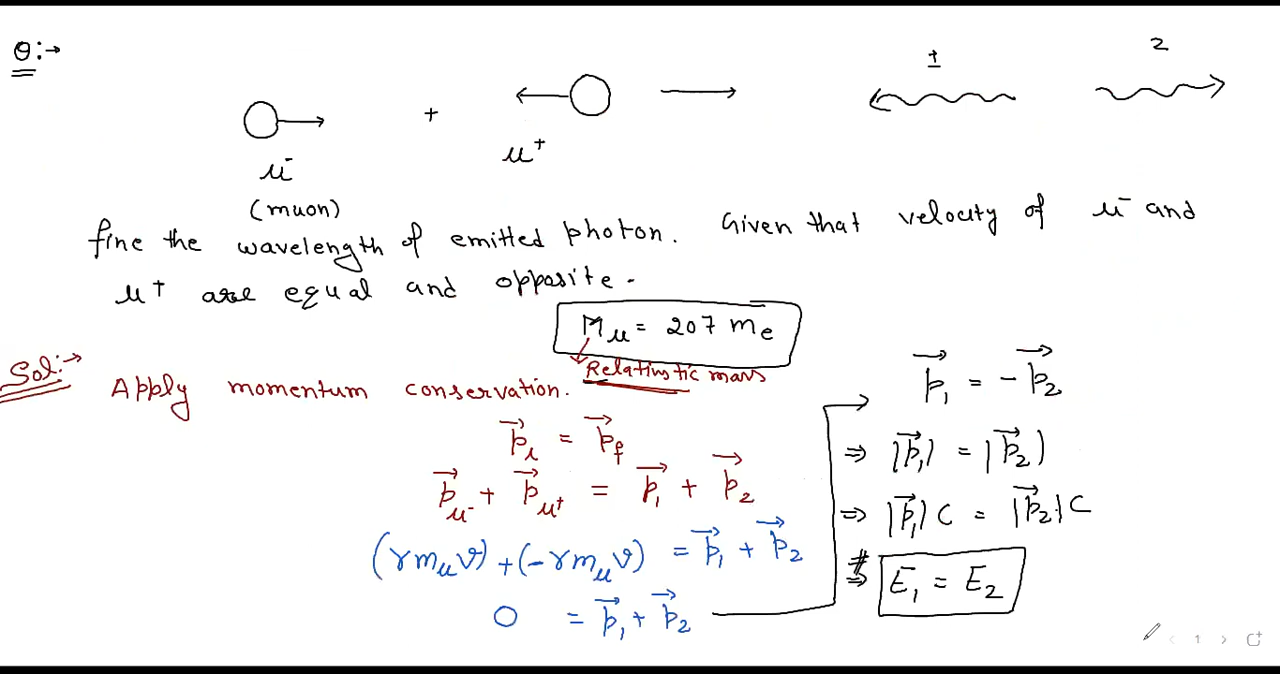 Q:→
1 2
+
μ⁻ μ⁺
(muon)
fine the wavelength of emitted photon. Given that velocity of μ⁻ and
μ⁺ are equal and opposite.
Mμ = 207 me
Relativistic mass
Sol:→ Apply momentum conservation.
p⃗i = p⃗f
p⃗μ⁻ + p⃗μ⁺ = p⃗₁ + p⃗₂
(γmμv) + (-γmμv) = p⃗₁ + p⃗₂
0 = p⃗₁ + p⃗₂
p⃗₁ = -p⃗₂
⇒ |p⃗₁| = |p⃗₂|
⇒ |p⃗₁|c = |p⃗₂|c
⇒ E₁ = E₂
1